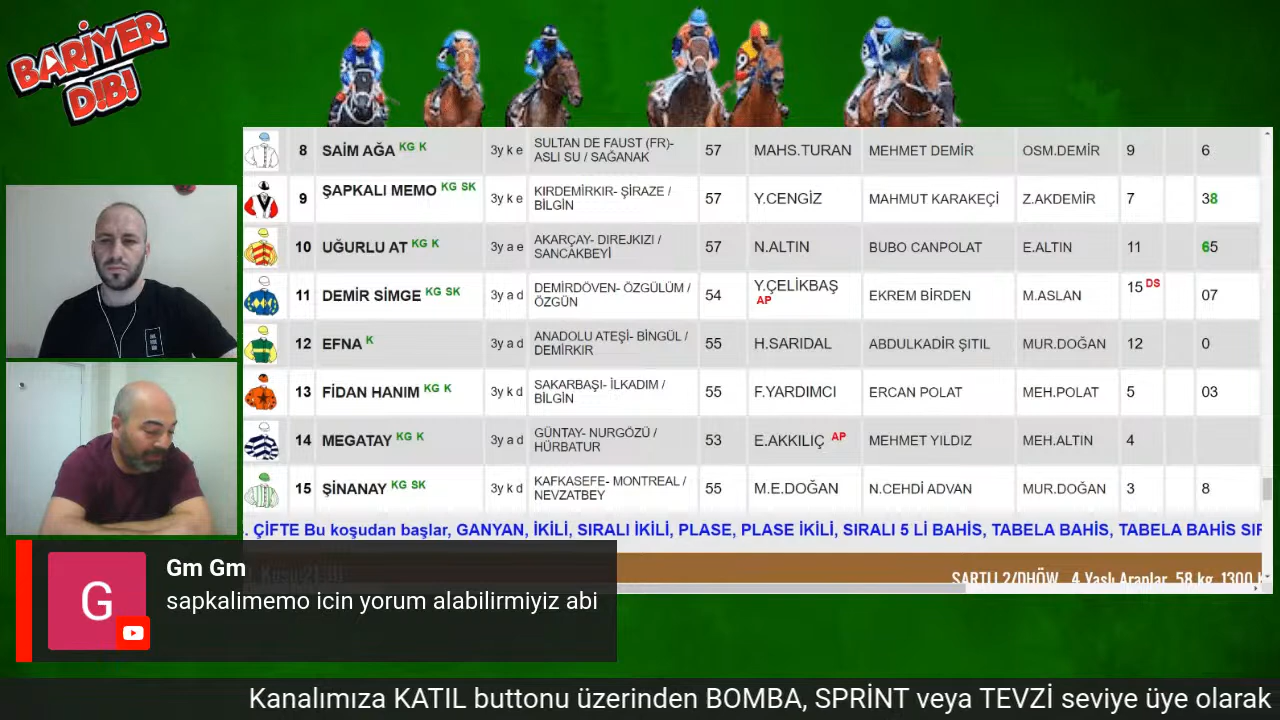 BARİYER
DİBİ
8 SAİM AĞA KG K 3y k e SULTAN DE FAUST (FR)- ASLI SU / SAĞANAK 57 MAHS.TURAN MEHMET DEMİR OSM.DEMİR 9 6
9 ŞAPKALI MEMO KG SK 3y k e KIRDEMİRKIR- ŞİRAZE / BİLGİN 57 Y.CENGİZ MAHMUT KARAKEÇİ Z.AKDEMİR 7 38
10 UĞURLU AT KG K 3y a e AKARÇAY- DIREJKIZI / SANCAKBEYİ 57 N.ALTIN BUBO CANPOLAT E.ALTIN 11 65
11 DEMİR SİMGE KG SK 3y a d DEMİRDÖVEN- ÖZGÜLÜM / ÖZGÜN 54 Y.ÇELİKBAŞ AP EKREM BİRDEN M.ASLAN 15 DS 07
12 EFNA K 3y a d ANADOLU ATEŞİ- BİNGÜL / DEMİRKIR 55 H.SARIDAL ABDULKADİR ŞITIL MUR.DOĞAN 12 0
13 FİDAN HANIM KG K 3y k d SAKARBAŞI- İLKADIM / BİLGİN 55 F.YARDIMCI ERCAN POLAT MEH.POLAT 5 03
14 MEGATAY KG K 3y a d GÜNTAY- NURGÖZÜ / HÜRBATUR 53 E.AKKILIÇ AP MEHMET YILDIZ MEH.ALTIN 4
15 ŞİNANAY KG SK 3y k d KAFKASEFE- MONTREAL / NEVZATBEY 55 M.E.DOĞAN N.CEHDİ ADVAN MUR.DOĞAN 3 8
. ÇİFTE Bu koşudan başlar, GANYAN, İKİLİ, SIRALI İKİLİ, PLASE, PLASE İKİLİ, SIRALI 5 Lİ BAHİS, TABELA BAHİS, TABELA BAHİS SIR
ŞARTLI 2/DHÖW , 4 Yaşlı Araplar, 58 kg, 1300
G
Gm Gm
sapkalimemo icin yorum alabilirmiyiz abi
Kanalımıza KATIL buttonu üzerinden BOMBA, SPRİNT veya TEVZİ seviye üye olarak